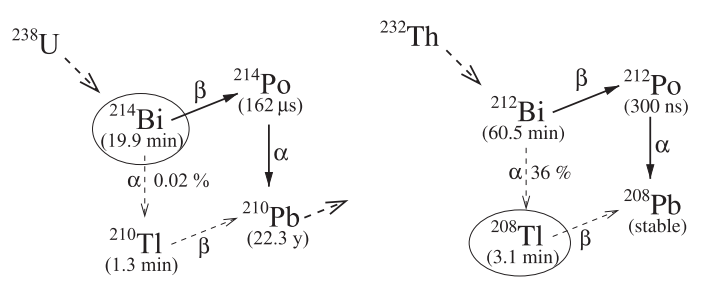 ²³⁸U
²¹⁴Bi
(19.9 min)
β
²¹⁴Po
(162 μs)
α
α 0.02 %
²¹⁰Tl
(1.3 min)
β
²¹⁰Pb
(22.3 y)
²³²Th
²¹²Bi
(60.5 min)
β
²¹²Po
(300 ns)
α
α 36 %
²⁰⁸Tl
(3.1 min)
β
²⁰⁸Pb
(stable)